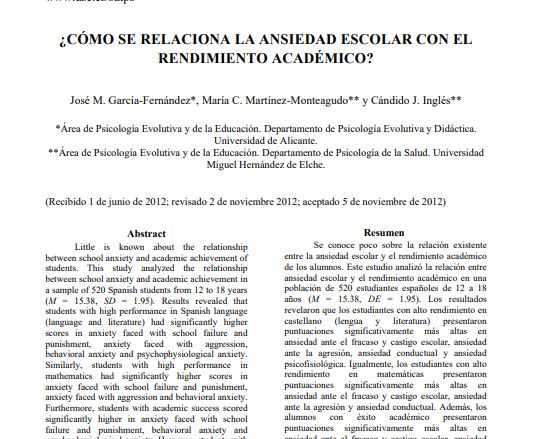 ¿CÓMO SE RELACIONA LA ANSIEDAD ESCOLAR CON EL
RENDIMIENTO ACADÉMICO?
José M. García-Fernández*, María C. Martínez-Monteagudo** y Cándido J. Inglés**
*Área de Psicología Evolutiva y de la Educación. Departamento de Psicología Evolutiva y Didáctica.
Universidad de Alicante.
**Área de Psicología Evolutiva y de la Educación. Departamento de Psicología de la Salud. Universidad
Miguel Hernández de Elche.
(Recibido 1 de junio de 2012; revisado 2 de noviembre 2012; aceptado 5 de noviembre de 2012)
Abstract
Little is known about the relationship
between school anxiety and academic achievement of
students. This study analyzed the relationship
between school anxiety and academic achievement in
a sample of 520 Spanish students from 12 to 18 years
(M = 15.38, SD = 1.95). Results revealed that
students with high performance in Spanish language
(language and literature) had significantly higher
scores in anxiety faced with school failure and
punishment, anxiety faced with aggression,
behavioral anxiety and psychophysiological anxiety.
Similarly, students with high performance in
mathematics had significantly higher scores in
anxiety faced with school failure and punishment,
anxiety faced with aggression and behavioral anxiety.
Furthermore, students with academic success scored
significantly higher in anxiety faced with school
failure and punishment, behavioral anxiety and
Resumen
Se conoce poco sobre la relación existente
entre la ansiedad escolar y el rendimiento académico
de los alumnos. Este estudio analizó la relación entre
ansiedad escolar y el rendimiento académico en una
población de 520 estudiantes españoles de 12 a 18
años (M = 15.38, DE = 1.95). Los resultados
revelaron que los estudiantes con alto rendimiento en
castellano (lengua y literatura) presentaron
puntuaciones significativamente más altas en
ansiedad ante el fracaso y castigo escolar, ansiedad
ante la agresión, ansiedad conductual y ansiedad
psicofisiológica. Igualmente, los estudiantes con alto
rendimiento en matemáticas presentaron
puntuaciones significativamente más altas en
ansiedad ante el fracaso y castigo escolar, ansiedad
ante la agresión y ansiedad conductual. Además, los
alumnos con éxito académico presentaron
puntuaciones significativamente más altas en